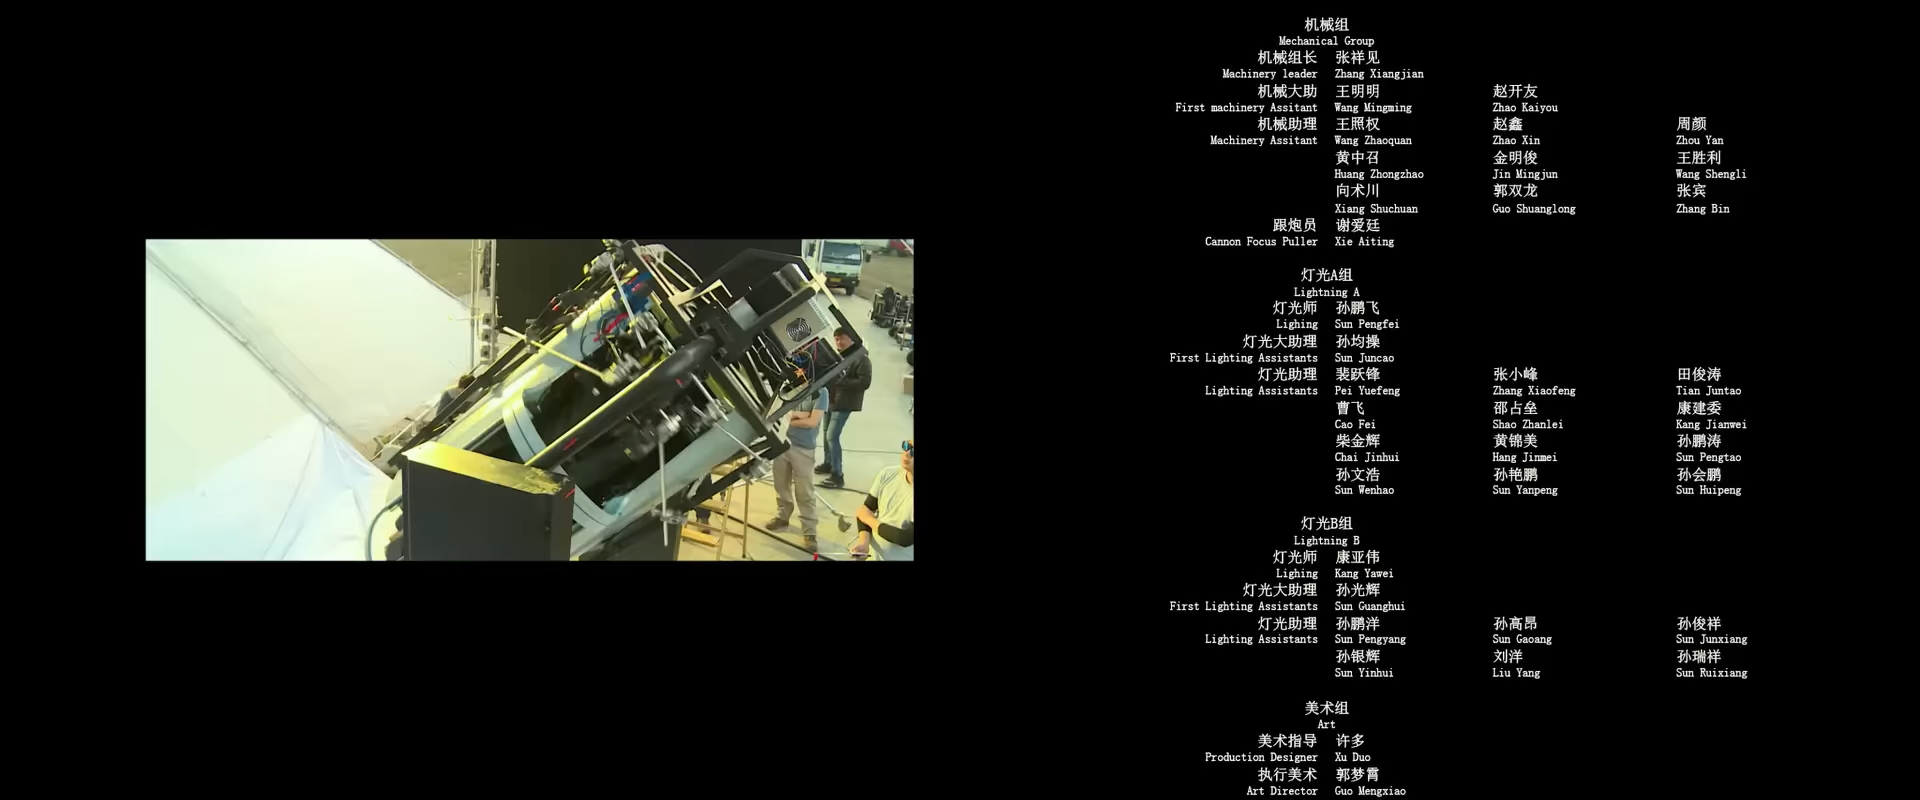 机械组
Mechanical Group
机械组长 张祥见
Machinery leader Zhang Xiangjian
机械大助 王明明 赵开友
First machinery Assitant Wang Mingming Zhao Kaiyou
机械助理 王照权 赵鑫 周颜
Machinery Assitant Wang Zhaoquan Zhao Xin Zhou Yan
黄中召 金明俊 王胜利
Huang Zhongzhao Jin Mingjun Wang Shengli
向术川 郭双龙 张宾
Xiang Shuchuan Guo Shuanglong Zhang Bin
跟炮员 谢爱廷
Cannon Focus Puller Xie Aiting
灯光A组
Lightning A
灯光师 孙鹏飞
Lighing Sun Pengfei
灯光大助理 孙均操
First Lighting Assistants Sun Juncao
灯光助理 裴跃锋 张小峰 田俊涛
Lighting Assistants Pei Yuefeng Zhang Xiaofeng Tian Juntao
曹飞 邵占垒 康建委
Cao Fei Shao Zhanlei Kang Jianwei
柴金辉 黄锦美 孙鹏涛
Chai Jinhui Hang Jinmei Sun Pengtao
孙文浩 孙艳鹏 孙会鹏
Sun Wenhao Sun Yanpeng Sun Huipeng
灯光B组
Lightning B
灯光师 康亚伟
Lighing Kang Yawei
灯光大助理 孙光辉
First Lighting Assistants Sun Guanghui
灯光助理 孙鹏洋 孙高昂 孙俊祥
Lighting Assistants Sun Pengyang Sun Gaoang Sun Junxiang
孙银辉 刘洋 孙瑞祥
Sun Yinhui Liu Yang Sun Ruixiang
美术组
Art
美术指导 许多
Production Designer Xu Duo
执行美术 郭梦霄
Art Director Guo Mengxiao